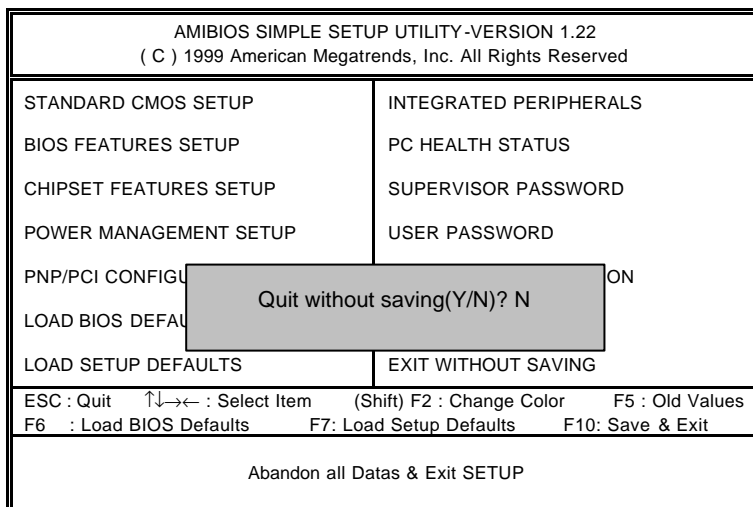 AMIBIOS SIMPLE SETUP UTILITY-VERSION 1.22
( C ) 1999 American Megatrends, Inc. All Rights Reserved
STANDARD CMOS SETUP
INTEGRATED PERIPHERALS
BIOS FEATURES SETUP
PC HEALTH STATUS
CHIPSET FEATURES SETUP
SUPERVISOR PASSWORD
POWER MANAGEMENT SETUP
USER PASSWORD
PNP/PCI
LOAD BIOS
Quit without saving(Y/N)? N
LOAD SETUP DEFAULTS
EXIT WITHOUT SAVING
ESC : Quit ↑↓→← : Select Item (Shift) F2 : Change Color F5 : Old Values
F6 : Load BIOS Defaults F7: Load Setup Defaults F10: Save & Exit
Abandon all Datas & Exit SETUP